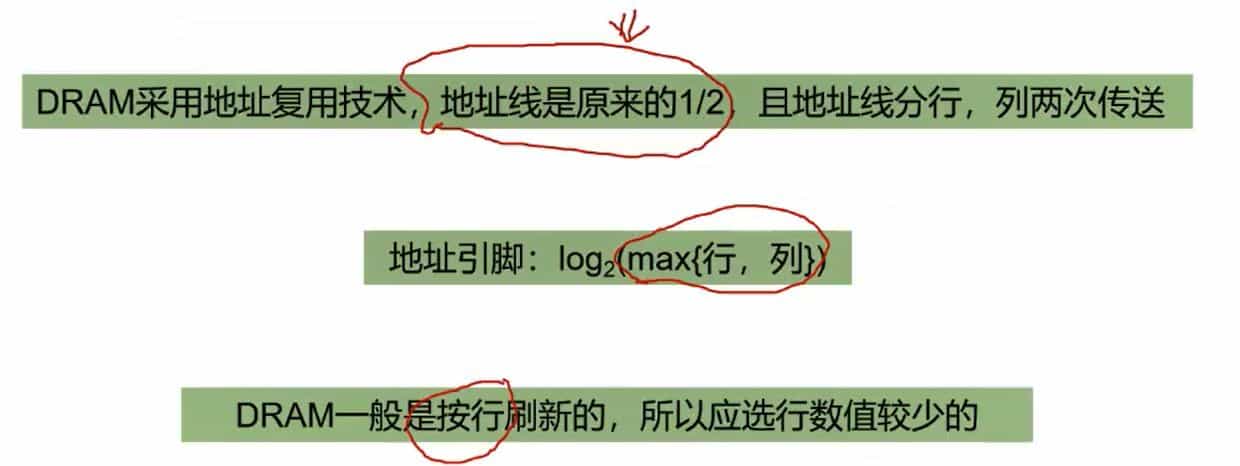 DRAM采用地址复用技术，地址线是原来的1/2，且地址线分行，列两次传送
地址引脚：log₂(max{行，列})
DRAM一般是按行刷新的，所以应选行数值较少的